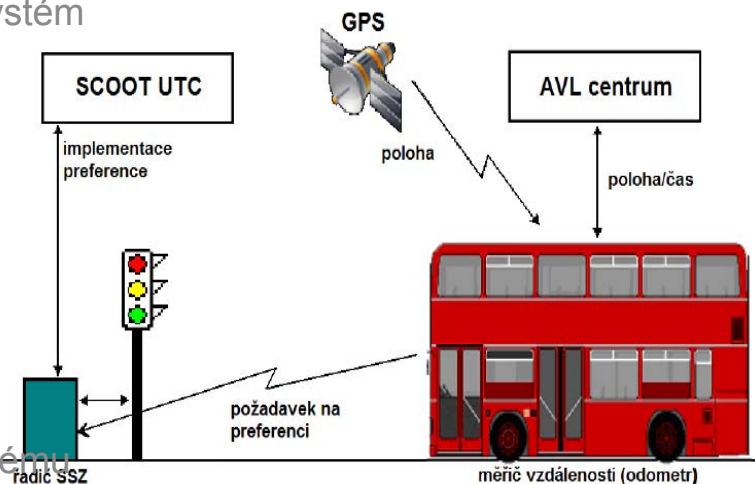 ystém
GPS
SCOOT UTC
AVL centrum
implementace
preference
poloha
poloha/čas
požadavek na
preferenci
ému
řadič SSZ
měřič vzdálenosti (odometr)